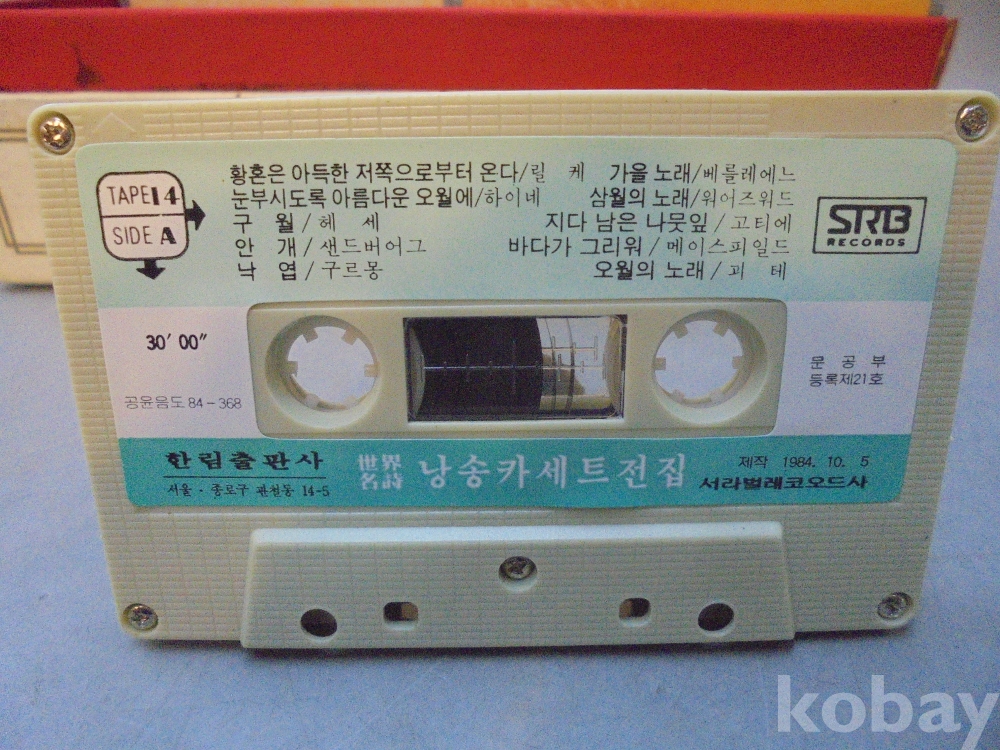 TAPE 14
SIDE A
황혼은 아득한 저쪽으로부터 온다/릴 케
눈부시도록 아름다운 오월에/하이네
구 월/헤 세
안 개/샌드버어그
낙 엽/구르몽
가을 노래/베를레에느
삼월의 노래/워어즈워드
지다 남은 나뭇잎/고티에
바다가 그리워/메이스피일드
오월의 노래/괴 테
SRB
RECORDS
30′ 00″
공윤음도 84-368
문 공 부
등록제21호
한림출판사
서울·종로구 관철동 14-5
世界
名詩
낭송카세트전집
제작 1984. 10. 5
서라벌레코오드사
kobay